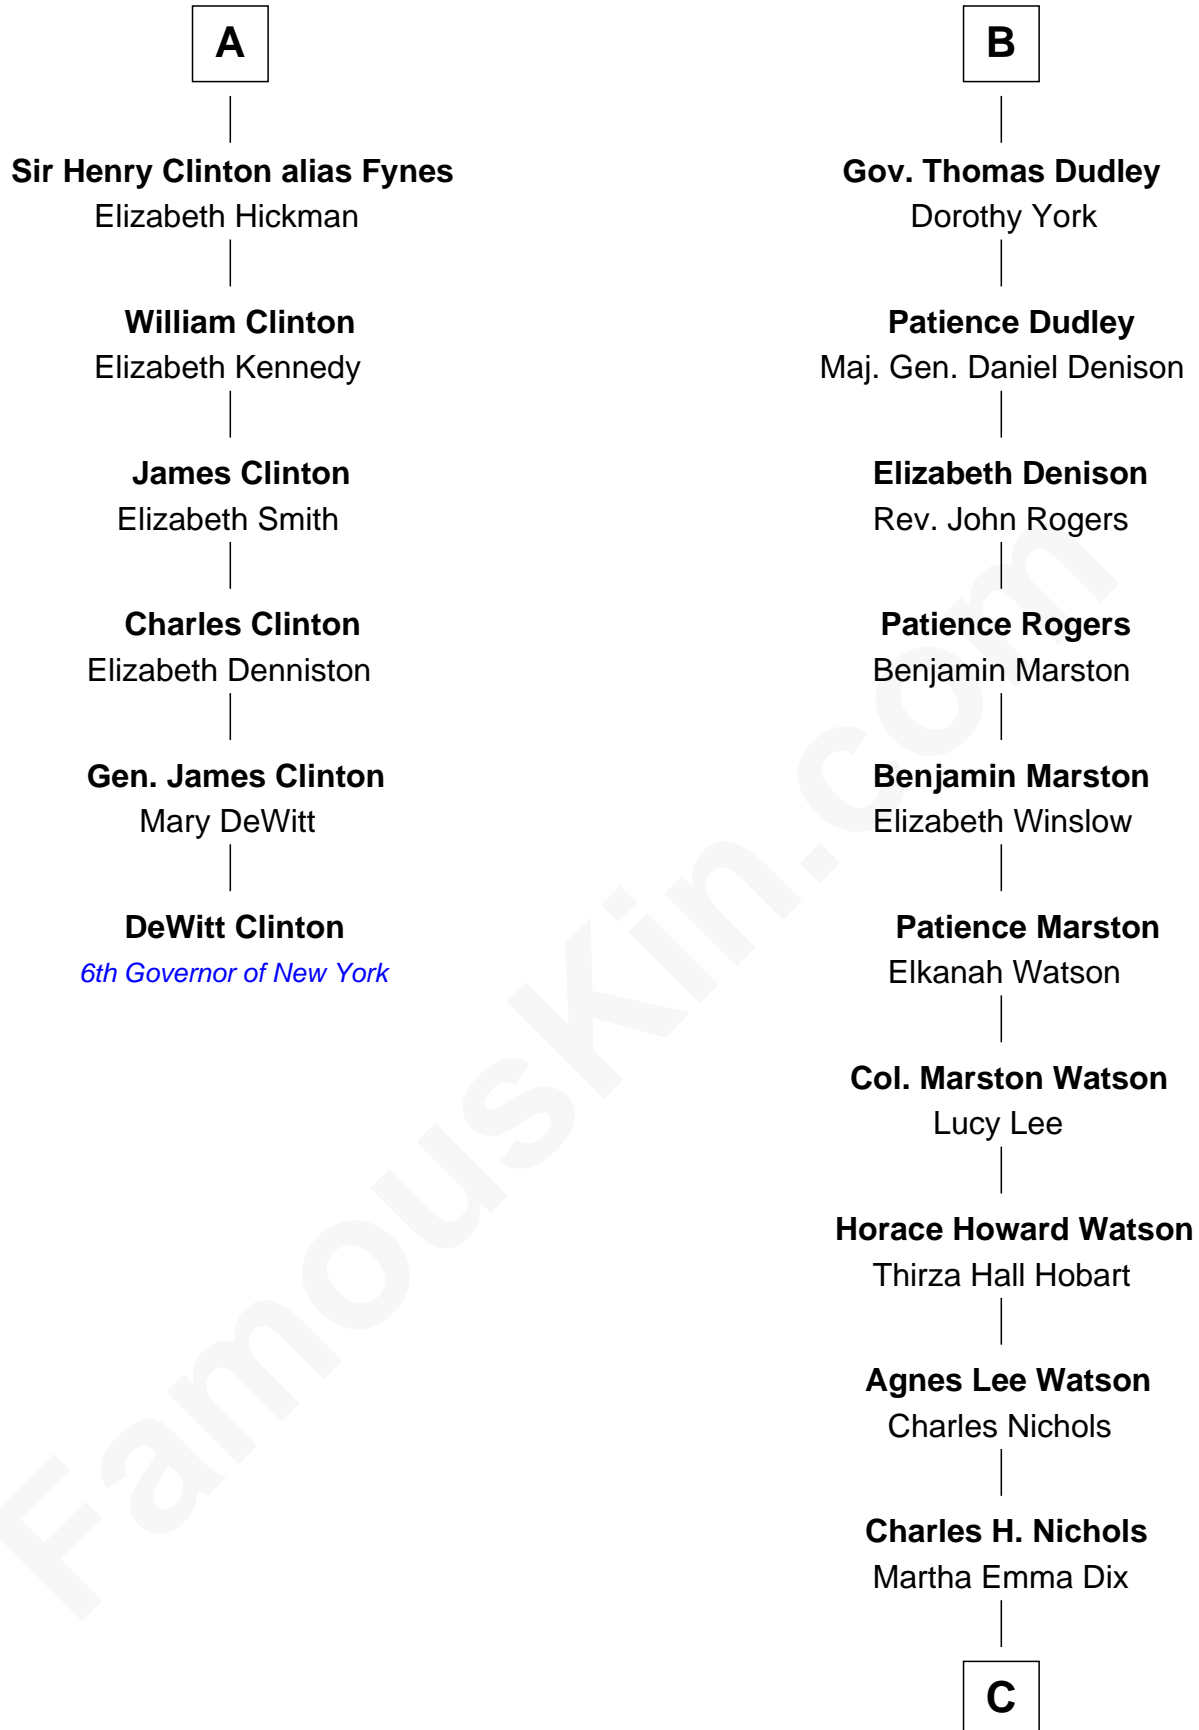 A
Sir Henry Clinton alias Fynes
Elizabeth Hickman
William Clinton
Elizabeth Kennedy
James Clinton
Elizabeth Smith
Charles Clinton
Elizabeth Denniston
Gen. James Clinton
Mary DeWitt
DeWitt Clinton
6th Governor of New York
B
Gov. Thomas Dudley
Dorothy York
Patience Dudley
Maj. Gen. Daniel Denison
Elizabeth Denison
Rev. John Rogers
Patience Rogers
Benjamin Marston
Benjamin Marston
Elizabeth Winslow
Patience Marston
Elkanah Watson
Col. Marston Watson
Lucy Lee
Horace Howard Watson
Thirza Hall Hobart
Agnes Lee Watson
Charles Nichols
Charles H. Nichols
Martha Emma Dix
C
FamousKin.com